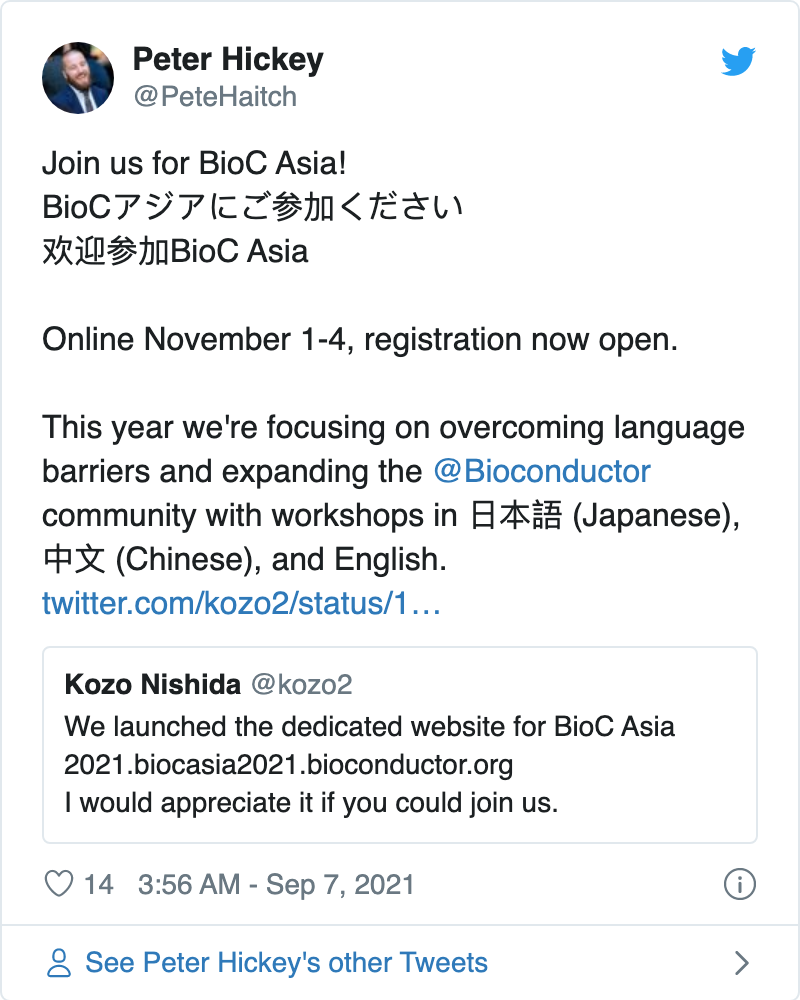 Peter Hickey
@PeteHaitch
Join us for BioC Asia!
BioCアジアにご参加ください
欢迎参加BioC Asia
Online November 1-4, registration now open.
This year we're focusing on overcoming language
barriers and expanding the @Bioconductor
community with workshops in 日本語 (Japanese),
中文 (Chinese), and English.
twitter.com/kozo2/status/1…
Kozo Nishida @kozo2
We launched the dedicated website for BioC Asia
2021.biocasia2021.bioconductor.org
I would appreciate it if you could join us.
14 3:56 AM - Sep 7, 2021
See Peter Hickey's other Tweets